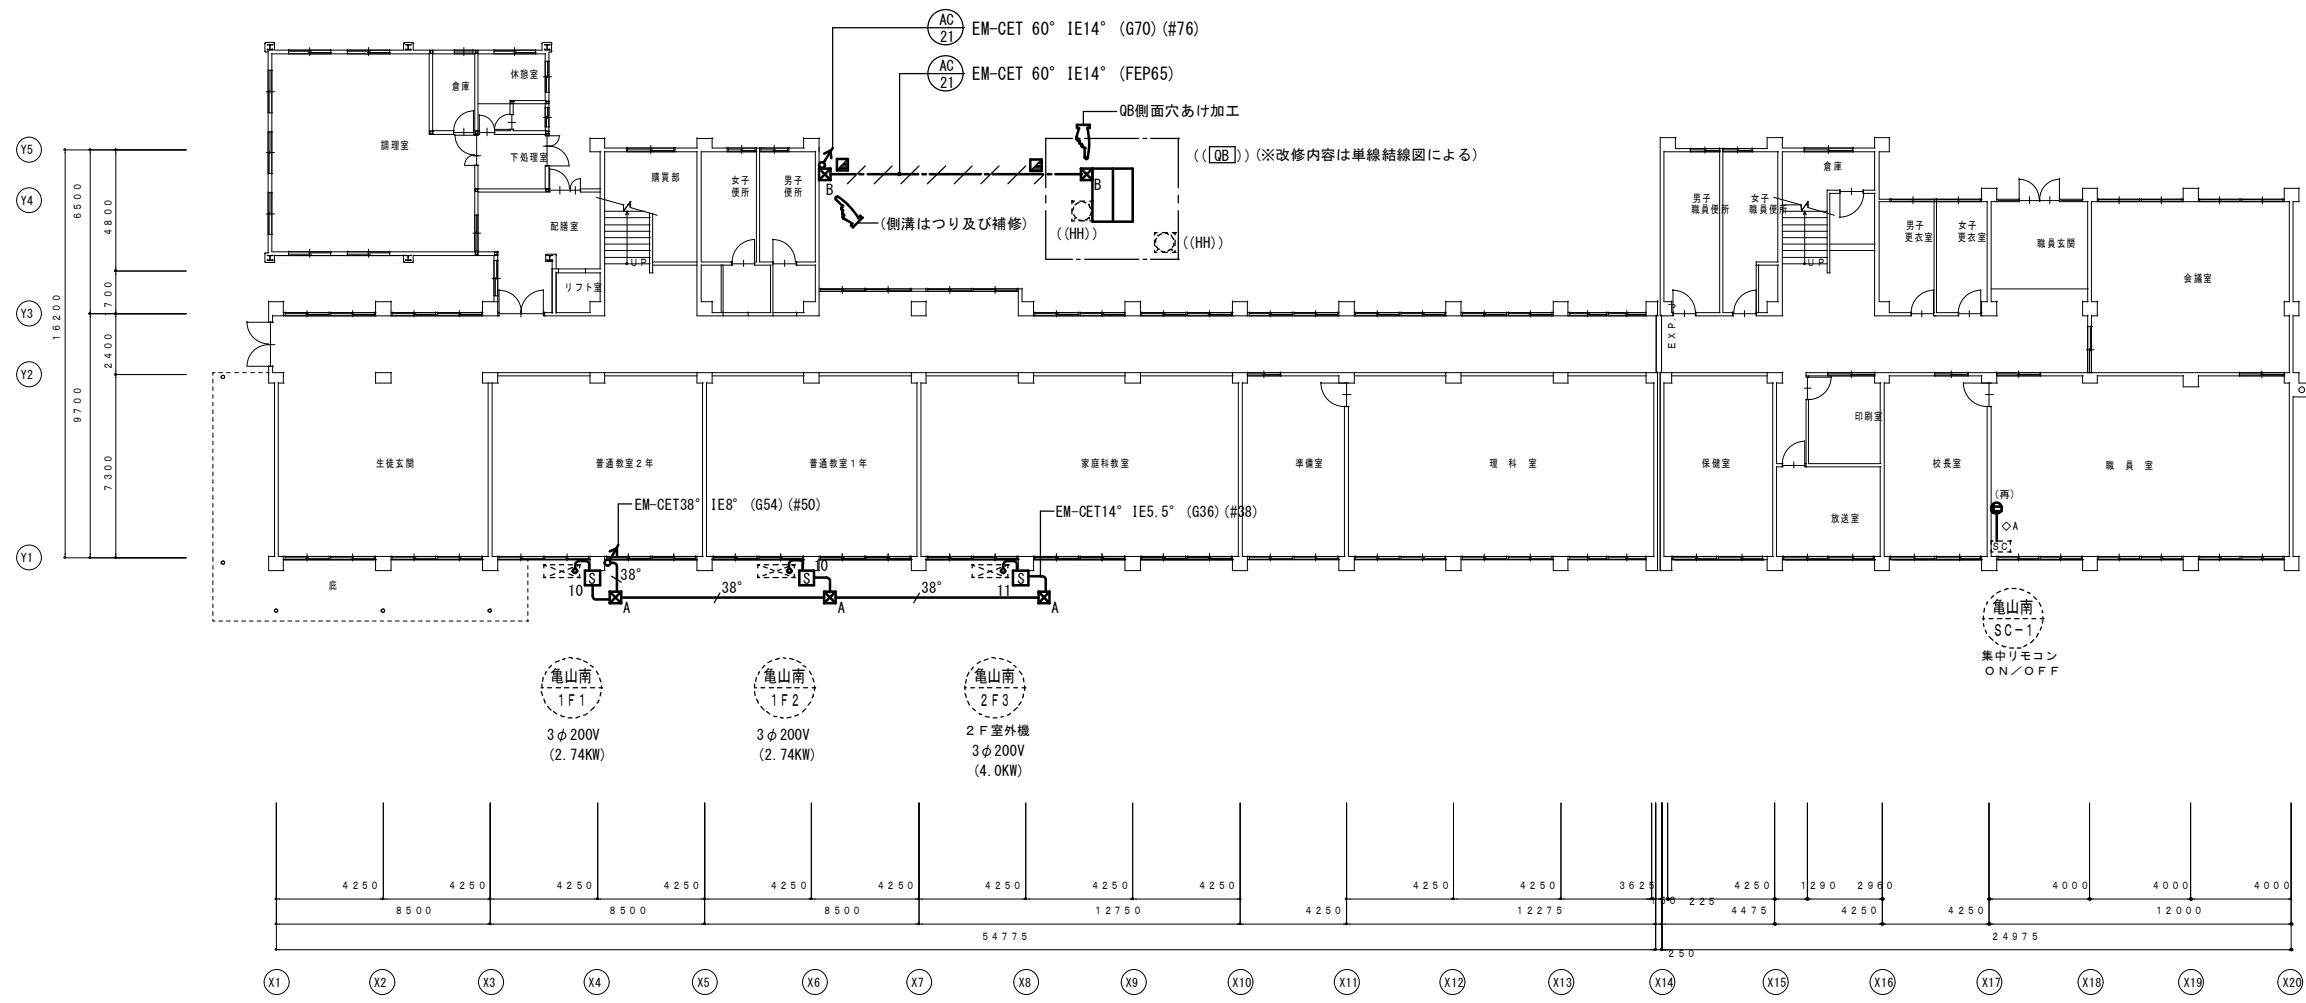 AC
21
EM-CET 60° IE14° (G70)(#76)
AC
21
EM-CET 60° IE14° (FEP65)
QB側面穴あけ加工
((QB))(※改修内容は単線結線図による)
倉庫
休憩室
調理室
下処理室
購買部
女子
便所
男子
便所
B
B
(側溝はつり及び補修)
((HH))
((HH))
配膳室
UP
リフト室
男子
職員便所
女子
職員便所
倉庫
UP
男子
更衣室
女子
更衣室
職員玄関
会議室
EXP.J
Y5
Y4
Y3
Y2
Y1
16200
6500
9700
4800
1700
2400
7300
生徒玄関
普通教室2年
普通教室1年
家庭科教室
準備室
理 科 室
保健室
印刷室
放送室
校長室
職 員 室
(再)
◇A
SC
庇
EM-CET38° IE8° (G54)(#50)
EM-CET14° IE5.5° (G36)(#38)
S
10
38°
A
38°
S
10
A
38°
S
11
A
亀山南
1F1
3φ200V
(2.74KW)
亀山南
1F2
3φ200V
(2.74KW)
亀山南
2F3
2F室外機
3φ200V
(4.0KW)
亀山南
SC-1
集中リモコン
ON/OFF
4250 4250 4250 4250 4250 4250 4250 4250 4250 4250 4250 3625 4250 1290 2960 4000 4000 4000
150 225
8500 8500 8500 12750 4250 12275 4475 4250 4250 12000
54775 24975
250
X1 X2 X3 X4 X5 X6 X7 X8 X9 X10 X11 X12 X13 X14 X15 X16 X17 X18 X19 X20